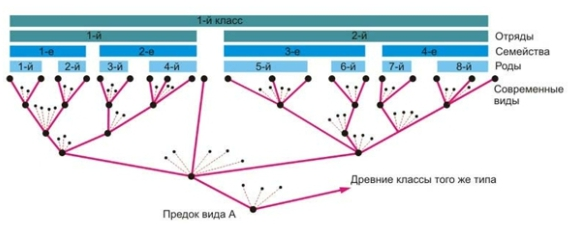 1-й класс
1-й 2-й Отряды
1-е 2-е 3-е 4-е Семейства
1-й 2-й 3-й 4-й 5-й 6-й 7-й 8-й Роды
Современные
виды
Древние классы того же типа
Предок вида А